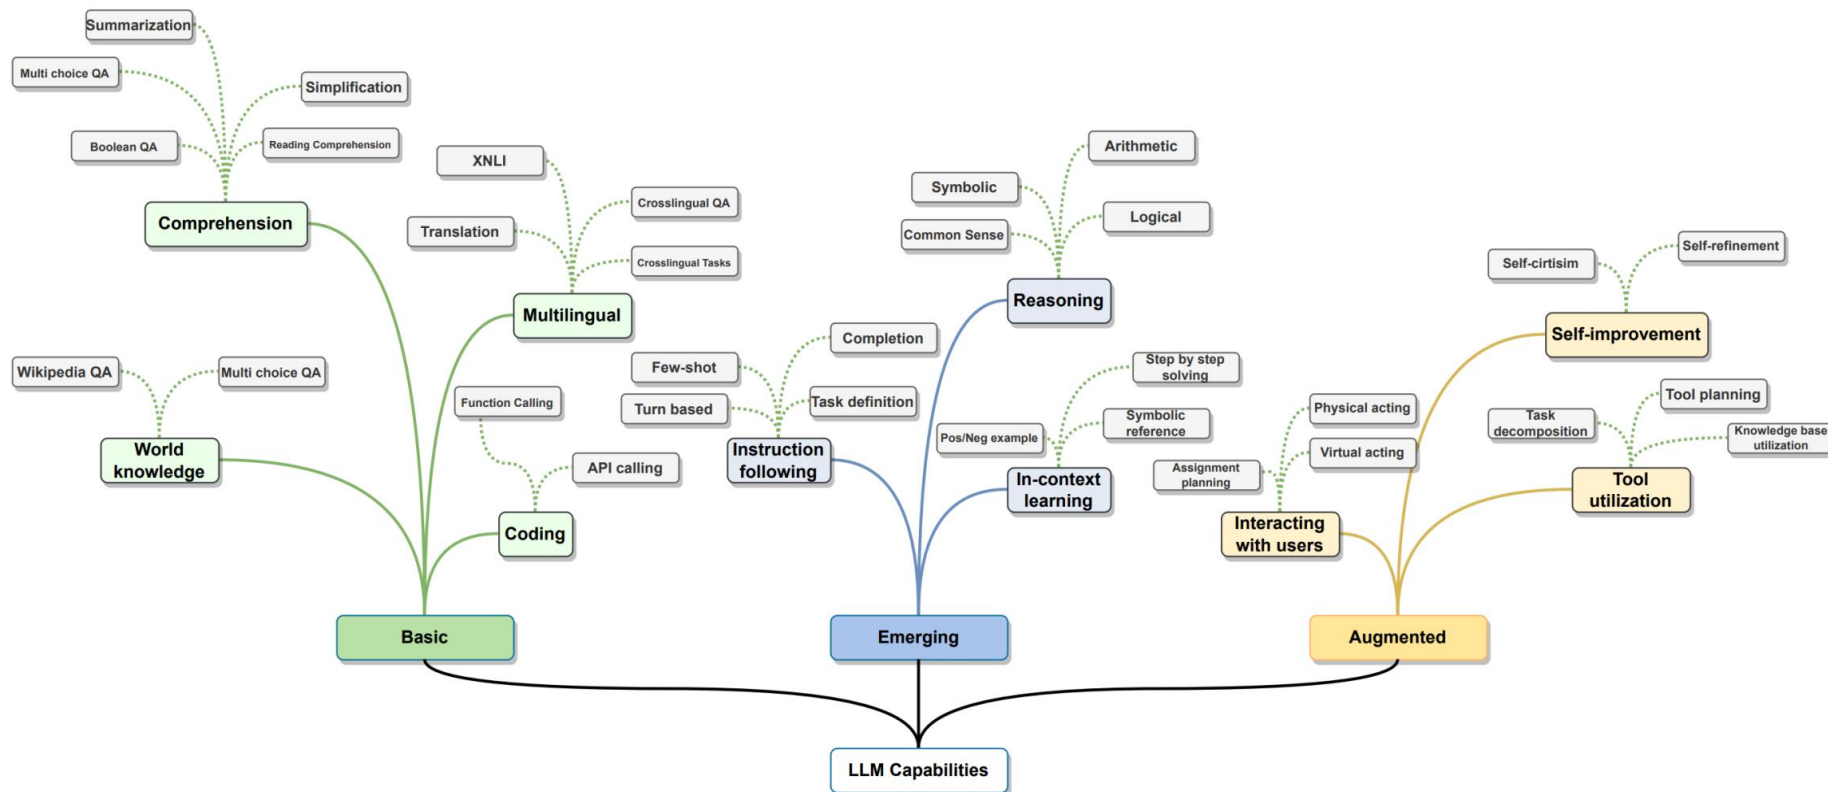 Summarization
Multi choice QA
Simplification
Boolean QA
Reading Comprehension
Comprehension
XNLI
Crosslingual QA
Translation
Crosslingual Tasks
Multilingual
Wikipedia QA
Multi choice QA
World
knowledge
Function Calling
API calling
Coding
Basic
Arithmetic
Symbolic
Logical
Common Sense
Reasoning
Completion
Few-shot
Turn based
Task definition
Instruction
following
Step by step
solving
Symbolic
reference
Pos/Neg example
In-context
learning
Emerging
Self-refinement
Self-cirtisim
Self-improvement
Physical acting
Virtual acting
Assignment
planning
Interacting
with users
Tool planning
Task
decomposition
Knowledge base
utilization
Tool
utilization
Augmented
LLM Capabilities